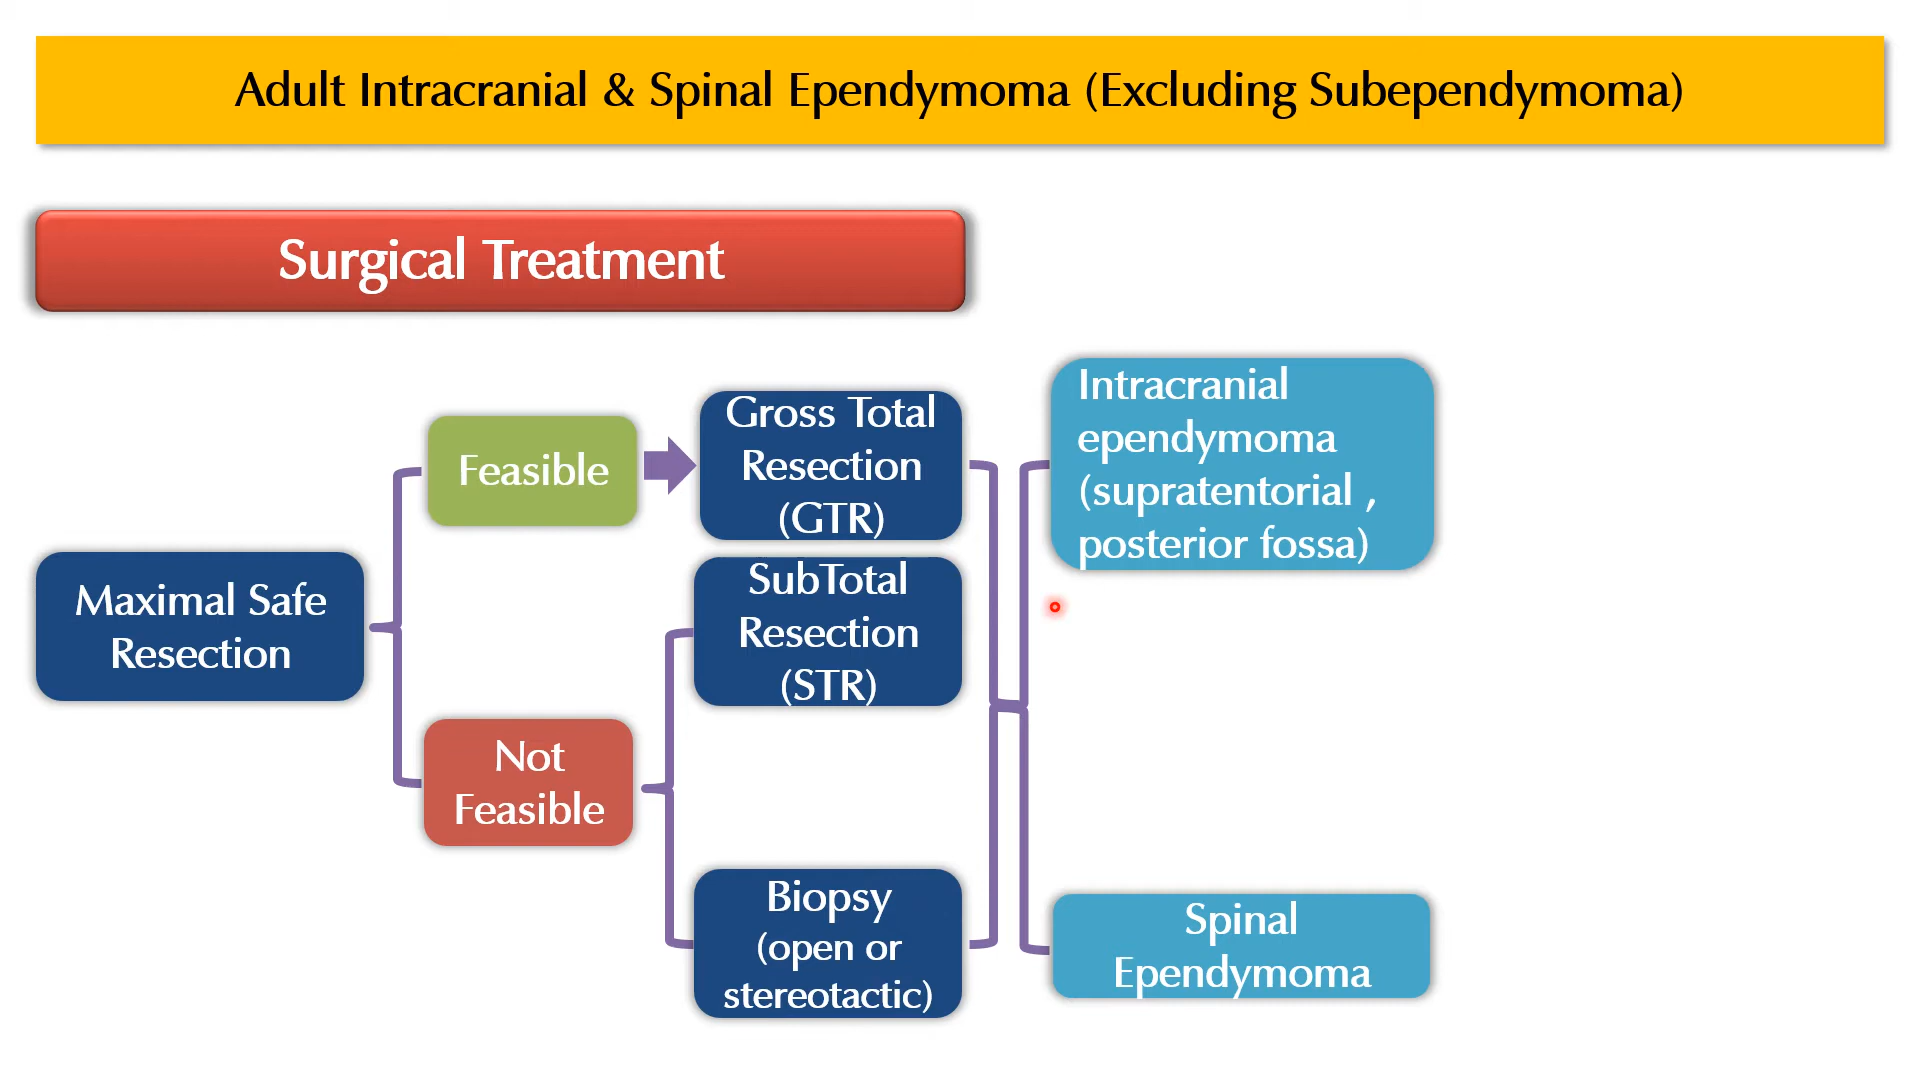 Adult Intracranial & Spinal Ependymoma (Excluding Subependymoma)
Surgical Treatment
Maximal Safe
Resection
Feasible
Not
Feasible
Gross Total
Resection
(GTR)
SubTotal
Resection
(STR)
Biopsy
(open or
stereotactic)
Intracranial
ependymoma
(supratentorial ,
posterior fossa)
Spinal
Ependymoma